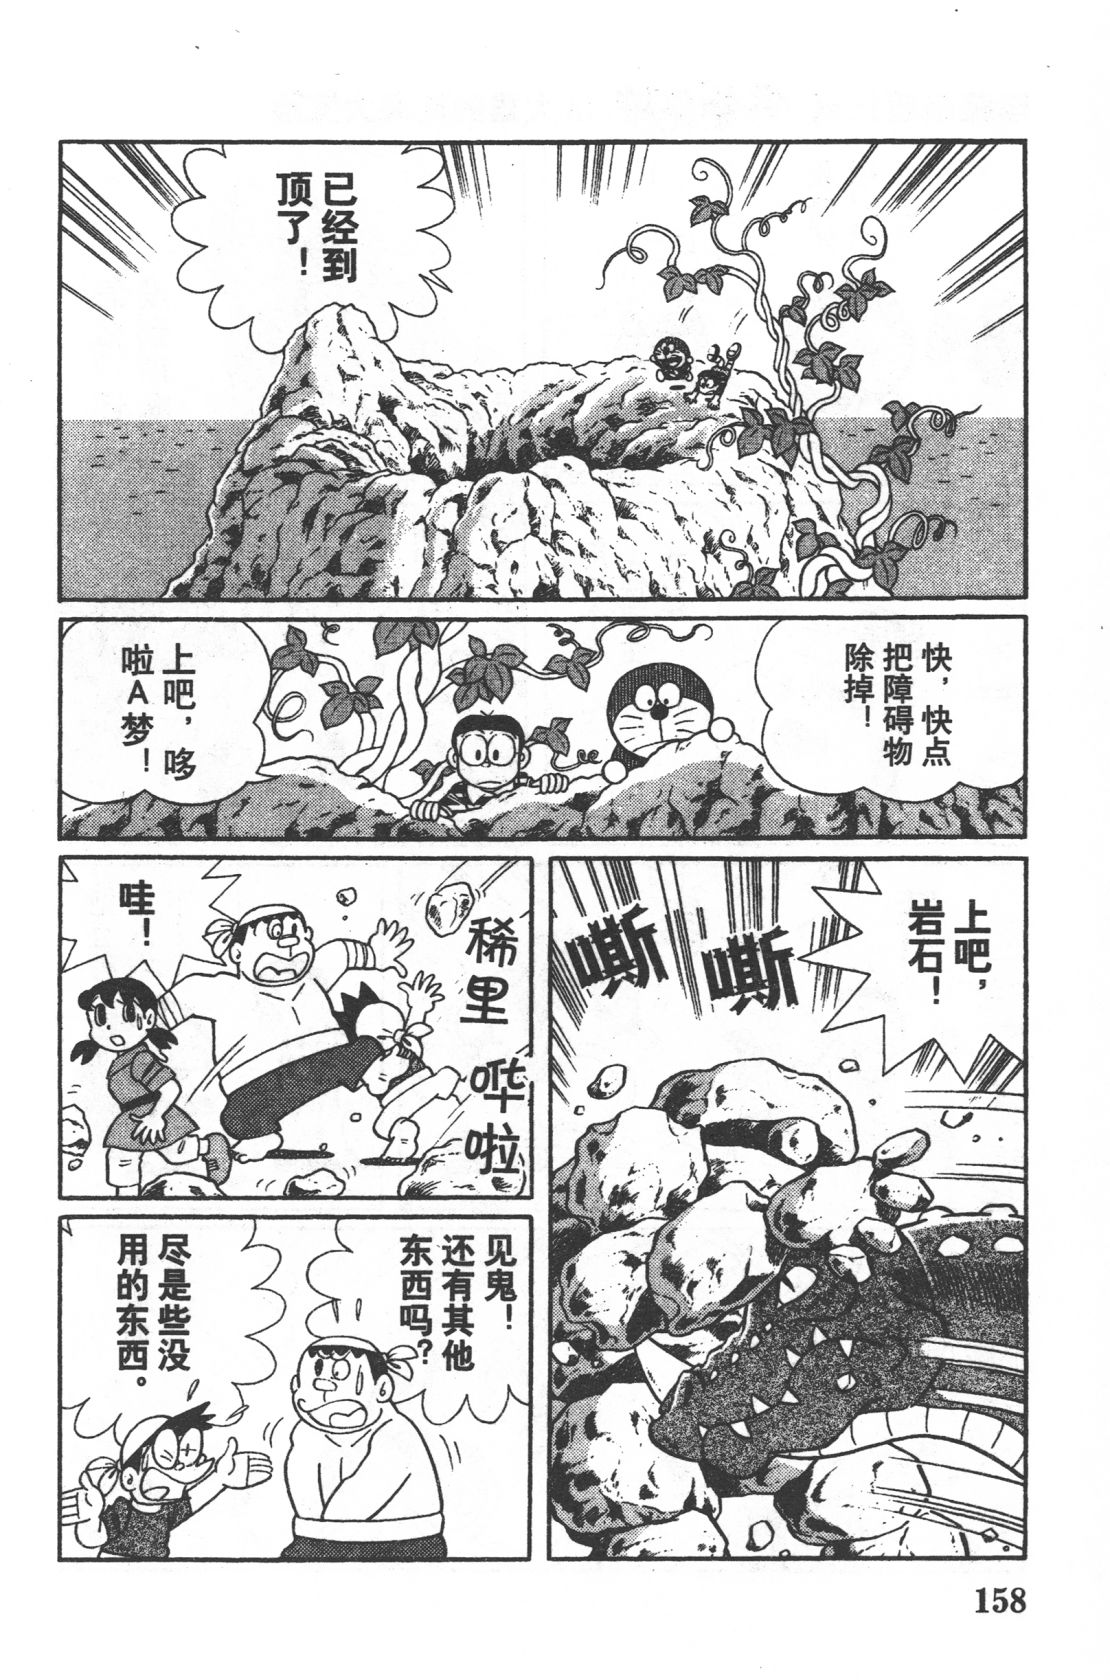 已经到
顶了！
快，快点
把障碍物
除掉！
上吧，哆
啦A梦！
上吧，
岩石！
嘶
嘶
哇！
稀里
哗啦
见鬼！
还有其他
东西吗？
尽是些没
用的东西。
158